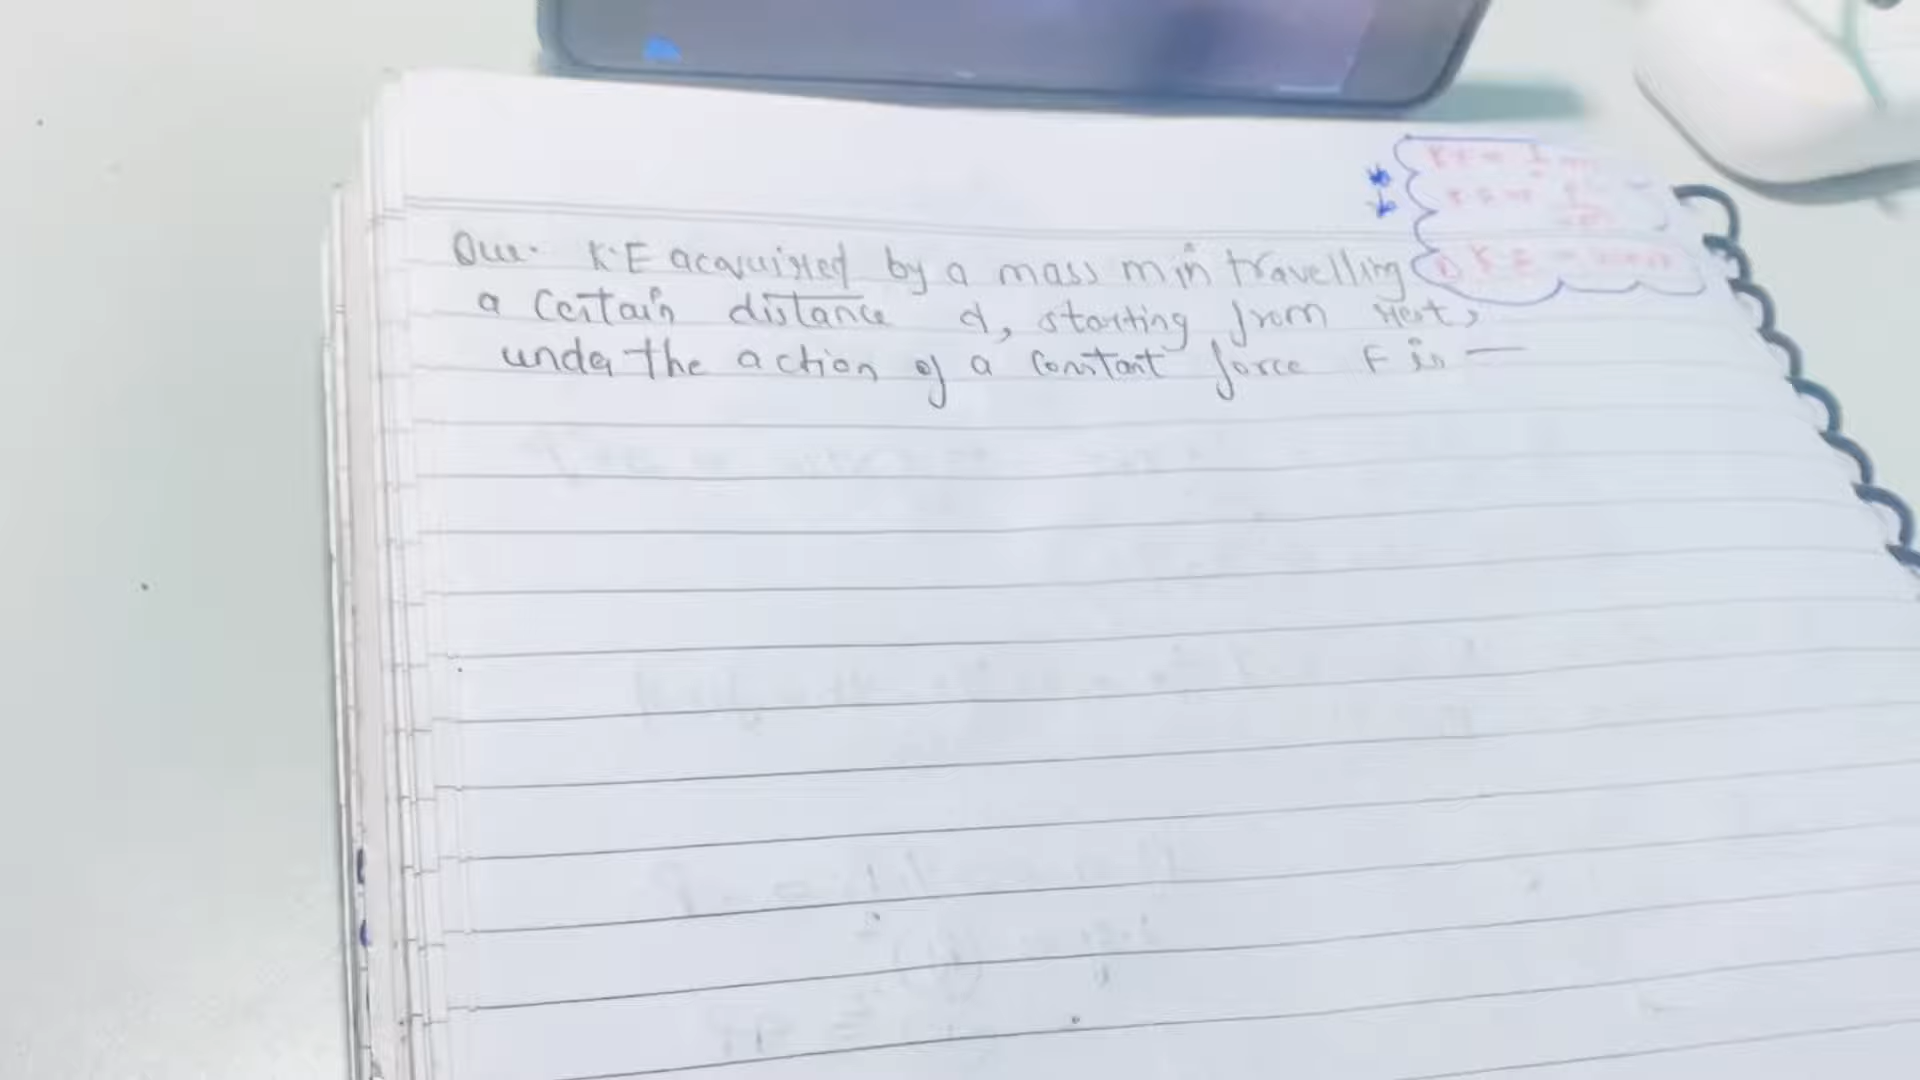 Que. K.E acquired by a mass m in travelling
a certain distance d, starting from rest,
under the action of a constant force F is —
K.E =